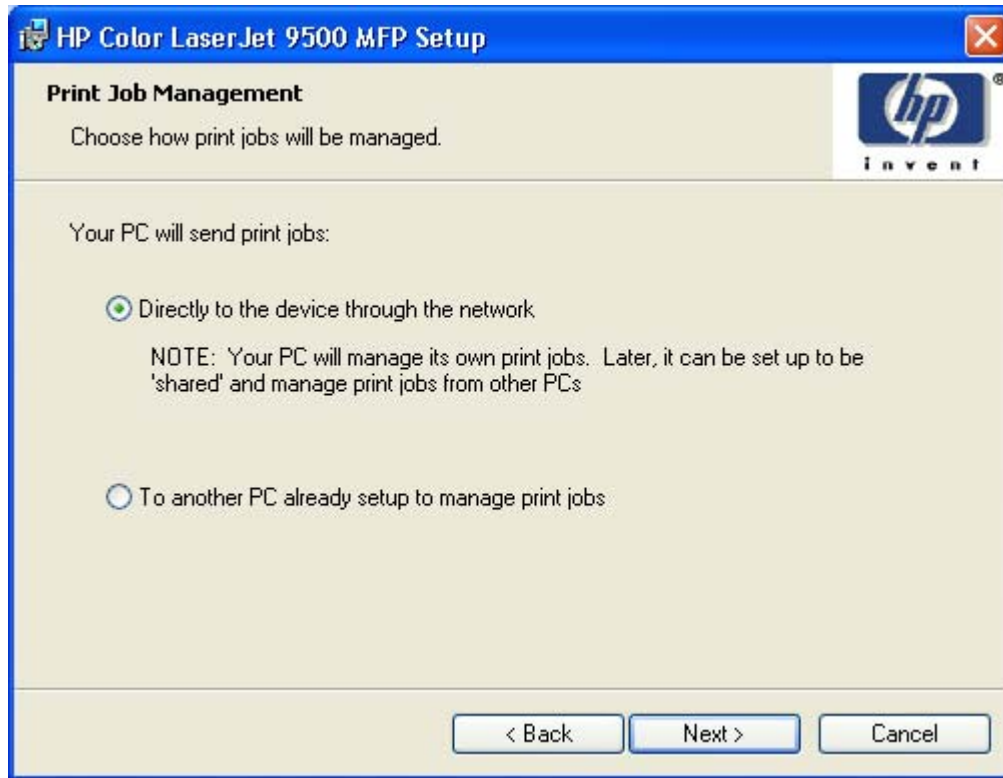 HP Color LaserJet 9500 MFP Setup
Print Job Management
Choose how print jobs will be managed.
hp
®
invent
Your PC will send print jobs:
Directly to the device through the network
NOTE: Your PC will manage its own print jobs. Later, it can be set up to be
'shared' and manage print jobs from other PCs
To another PC already setup to manage print jobs
< Back
Next >
Cancel